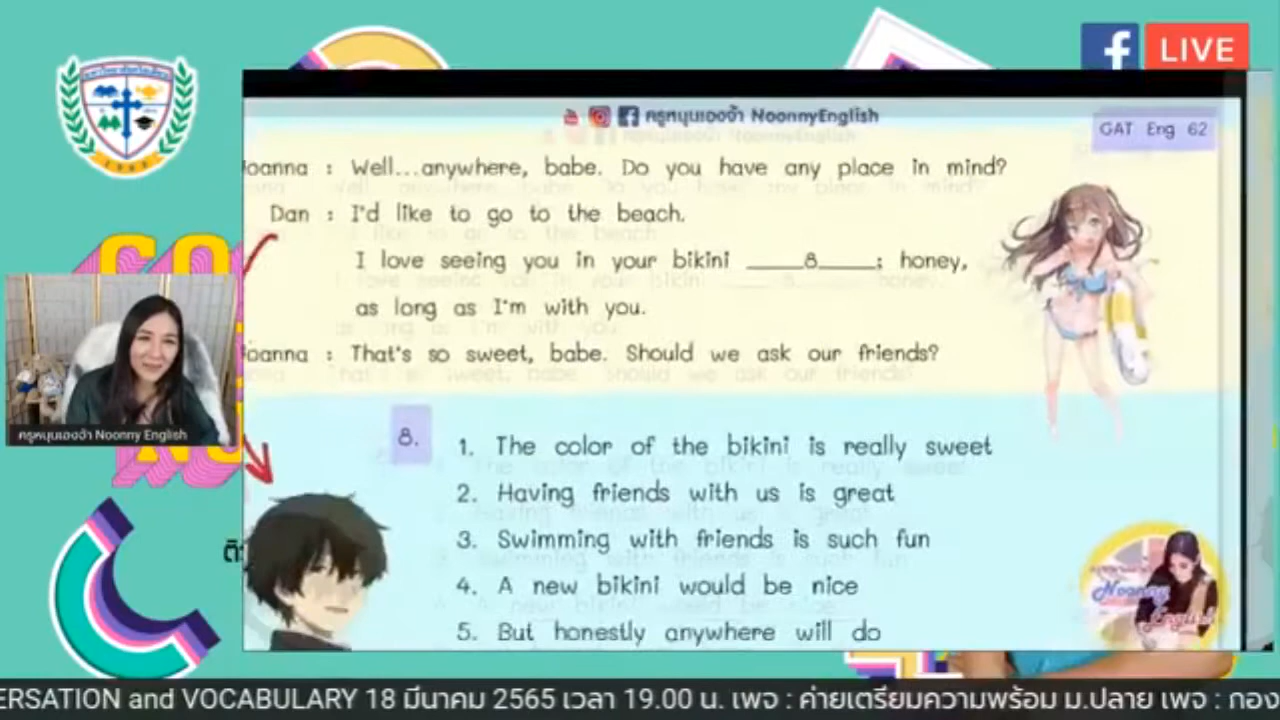 LIVE
ครูหนุนเองจ้า NoonnyEnglish
GAT Eng 62
Joanna : Well...anywhere, babe. Do you have any place in mind?
Dan : I'd like to go to the beach.
I love seeing you in your bikini ____8____; honey,
as long as I'm with you.
Joanna : That's so sweet, babe. Should we ask our friends?
8.
1. The color of the bikini is really sweet
2. Having friends with us is great
3. Swimming with friends is such fun
4. A new bikini would be nice
5. But honestly anywhere will do
ครูหนุนเองจ้า Noonny English
Noonny
English
ERSATION and VOCABULARY 18 มีนาคม 2565 เวลา 19.00 น. เพจ : ค่ายเตรียมความพร้อม ม.ปลาย เพจ : กอง